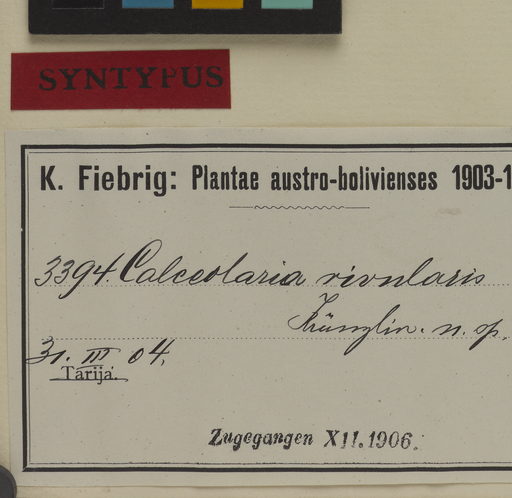 SYNTYPUS
K. Fiebrig: Plantae austro-bolivienses 1903-1
3394. Calceolaria rivularis
Kränzlin. n. sp.
31. III 04.
Tarija.
Zugegangen XII.1906.